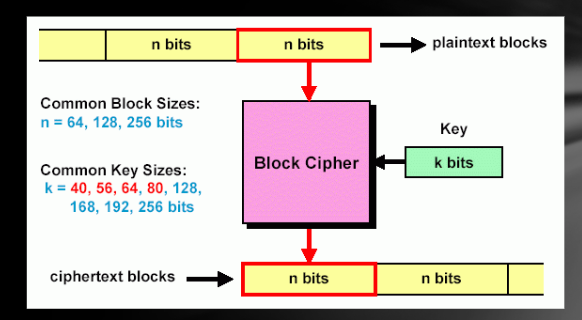 n bits
n bits
plaintext blocks
Common Block Sizes:
n = 64, 128, 256 bits
Common Key Sizes:
k = 40, 56, 64, 80, 128,
168, 192, 256 bits
Block Cipher
Key
k bits
ciphertext blocks
n bits
n bits